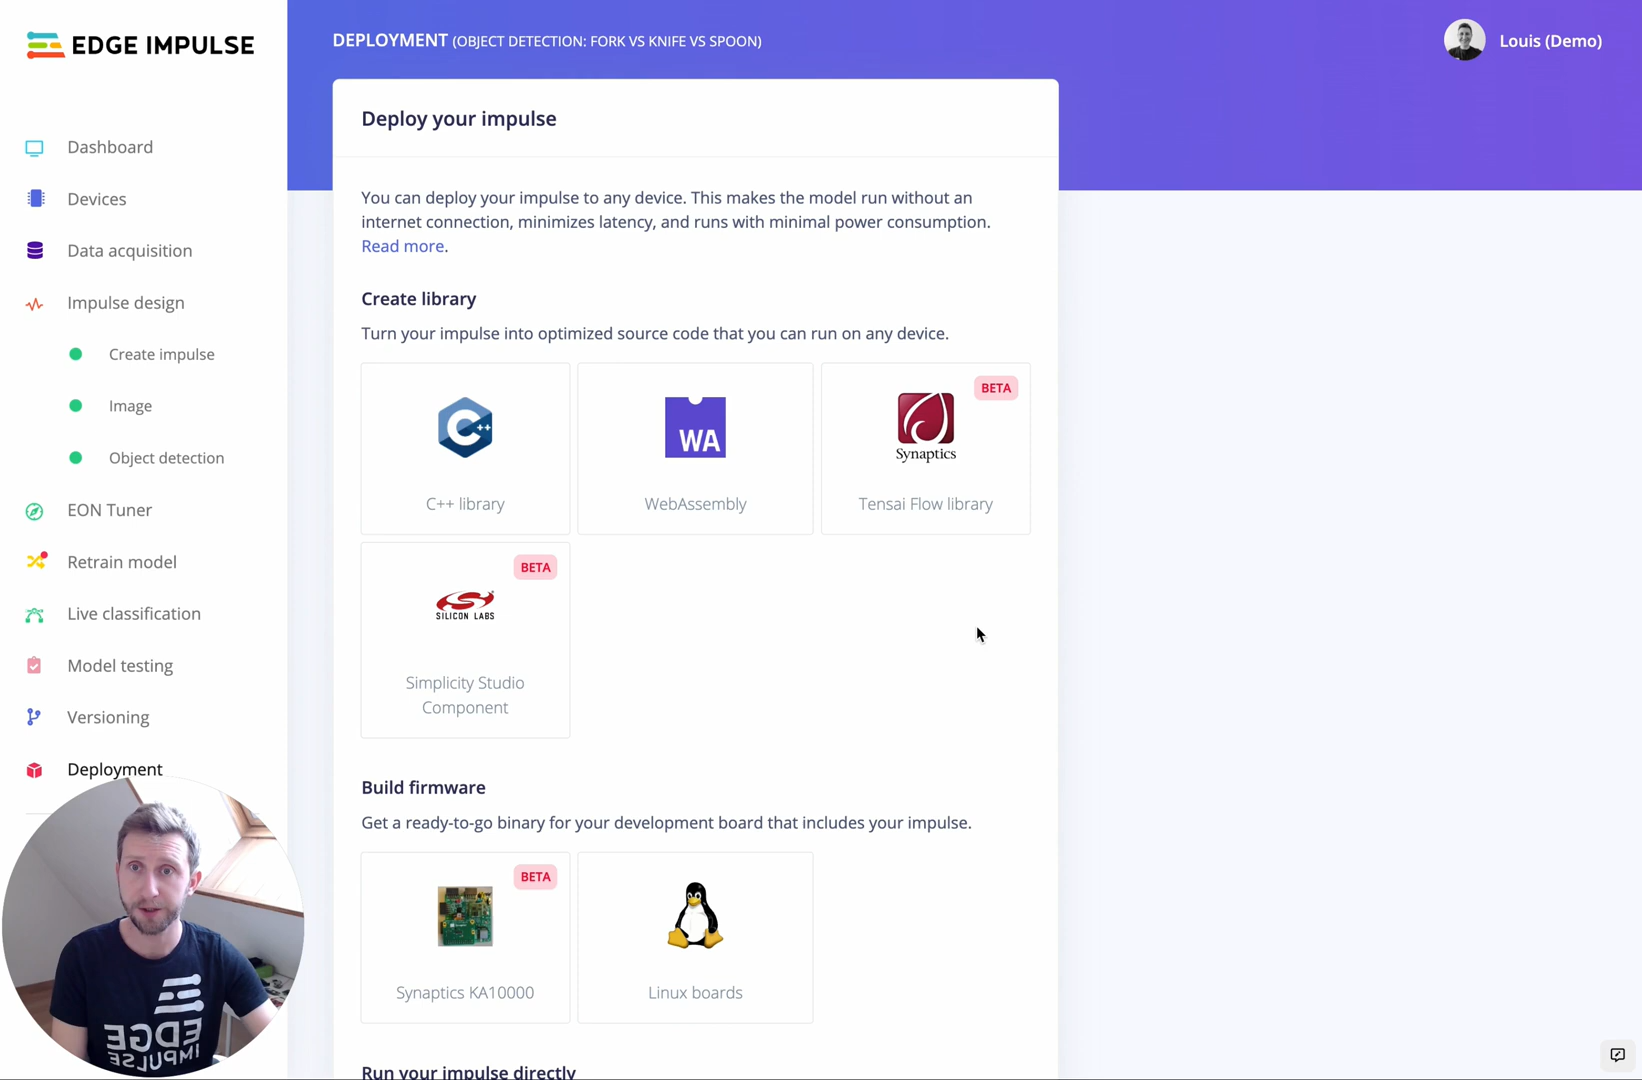 EDGE IMPULSE
DEPLOYMENT (OBJECT DETECTION: FORK VS KNIFE VS SPOON)
Louis (Demo)
Dashboard
Devices
Data acquisition
Impulse design
Create impulse
Image
Object detection
EON Tuner
Retrain model
Live classification
Model testing
Versioning
Deployment
Deploy your impulse
You can deploy your impulse to any device. This makes the model run without an
internet connection, minimizes latency, and runs with minimal power consumption.
Read more.
Create library
Turn your impulse into optimized source code that you can run on any device.
C++
C++ library
WA
WebAssembly
BETA
Synaptics
Tensai Flow library
BETA
SILICON LABS
Simplicity Studio
Component
Build firmware
Get a ready-to-go binary for your development board that includes your impulse.
BETA
Synaptics KA10000
Linux boards
Run your impulse directly
EDGE
IMPULSE